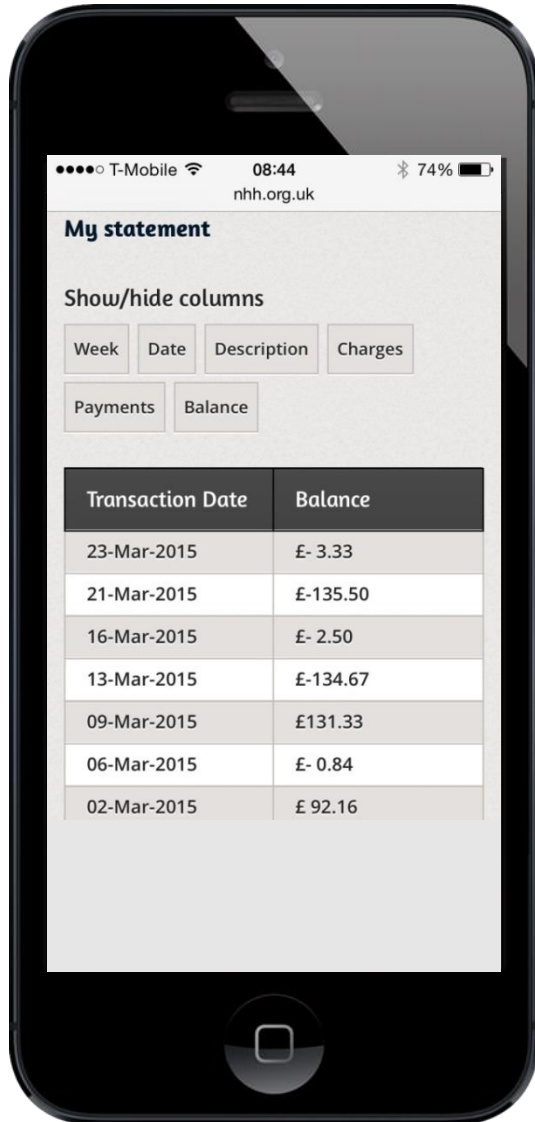 T-Mobile 08:44 74%
nhh.org.uk
My statement
Show/hide columns
Week Date Description Charges
Payments Balance
Transaction Date Balance
23-Mar-2015 £- 3.33
21-Mar-2015 £-135.50
16-Mar-2015 £- 2.50
13-Mar-2015 £-134.67
09-Mar-2015 £131.33
06-Mar-2015 £- 0.84
02-Mar-2015 £ 92.16